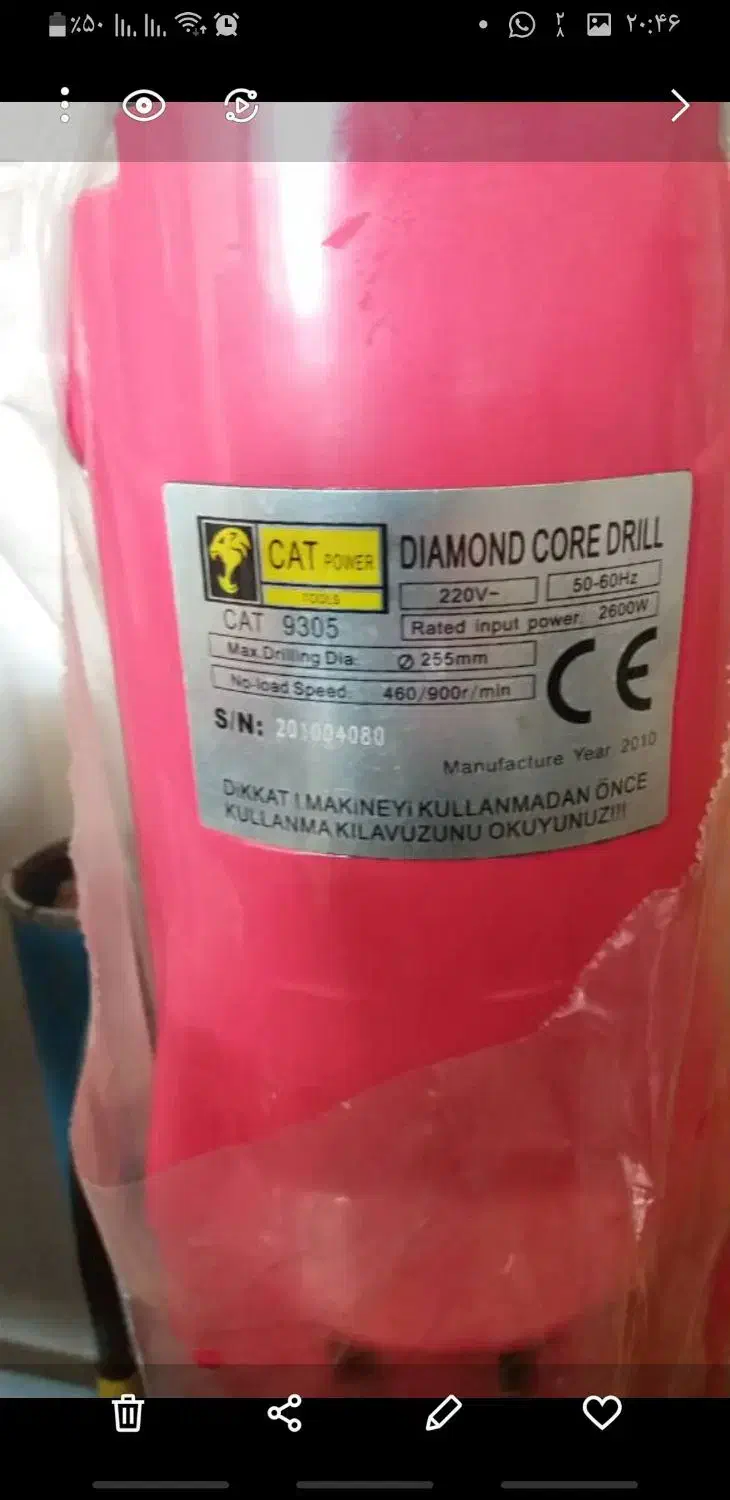 ٪۵۰
۲۰:۴۶
CAT POWER
TOOLS
DIAMOND CORE DRILL
220V~
50-60Hz
CAT 9305
Rated input power: 2600W
Max.Drilling Dia: Ø 255mm
No-load Speed: 460/900r/min
CE
S/N: 201004080
Manufacture Year 2010
DiKKAT ! MAKiNEYi KULLANMADAN ÖNCE
KULLANMA KILAVUZUNU OKUYUNUZ!!!